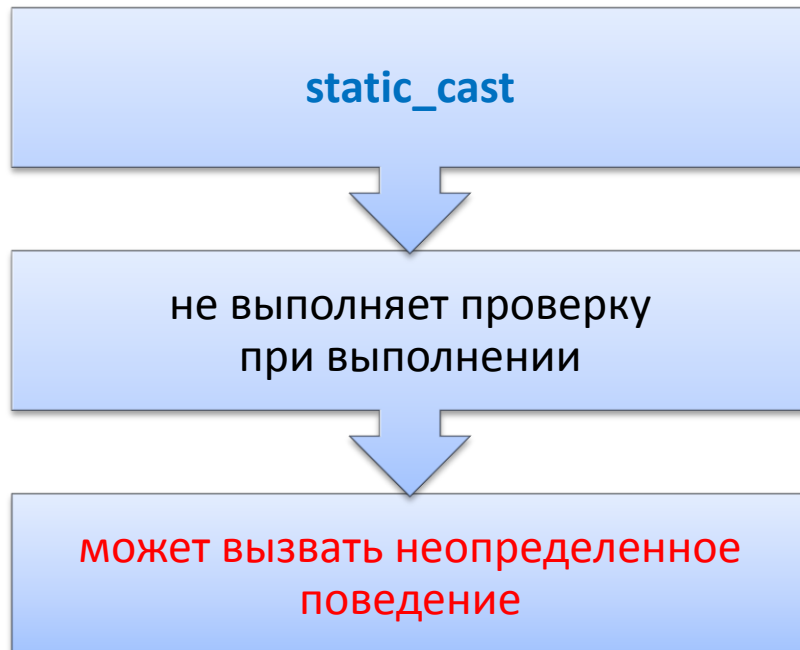 static_cast
не выполняет проверку
при выполнении
может вызвать неопределенное
поведение